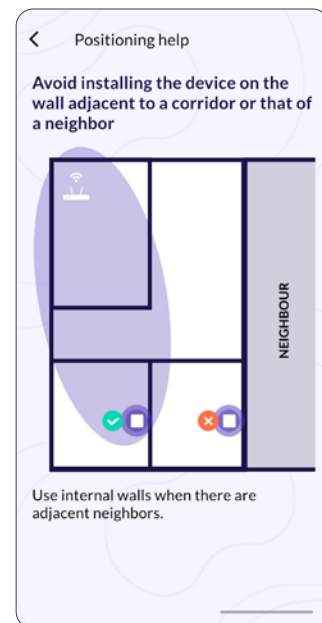 Positioning help
Avoid installing the device on the
wall adjacent to a corridor or that of
a neighbor
NEIGHBOUR
Use internal walls when there are
adjacent neighbors.